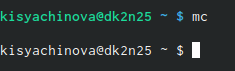 kisyachinova@dk2n25 ~ $ mc
kisyachinova@dk2n25 ~ $